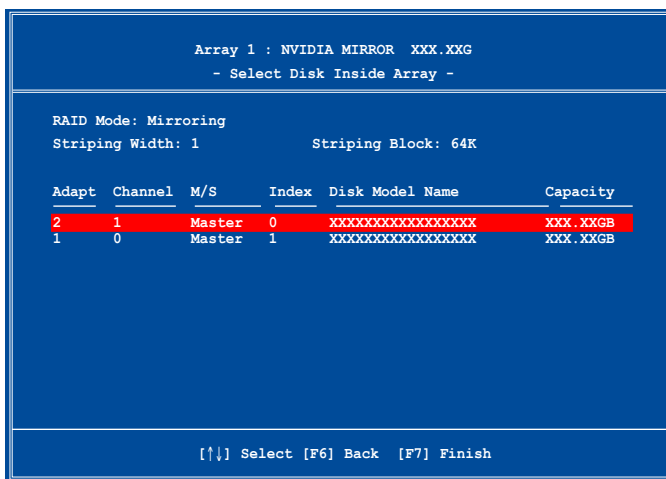 Array 1 : NVIDIA MIRROR XXX.XXG
- Select Disk Inside Array -
RAID Mode: Mirroring
Striping Width: 1 Striping Block: 64K
Adapt Channel M/S Index Disk Model Name Capacity
2 1 Master 0 XXXXXXXXXXXXXXXXX XXX.XXGB
1 0 Master 1 XXXXXXXXXXXXXXXXX XXX.XXGB
[↑↓] Select [F6] Back [F7] Finish